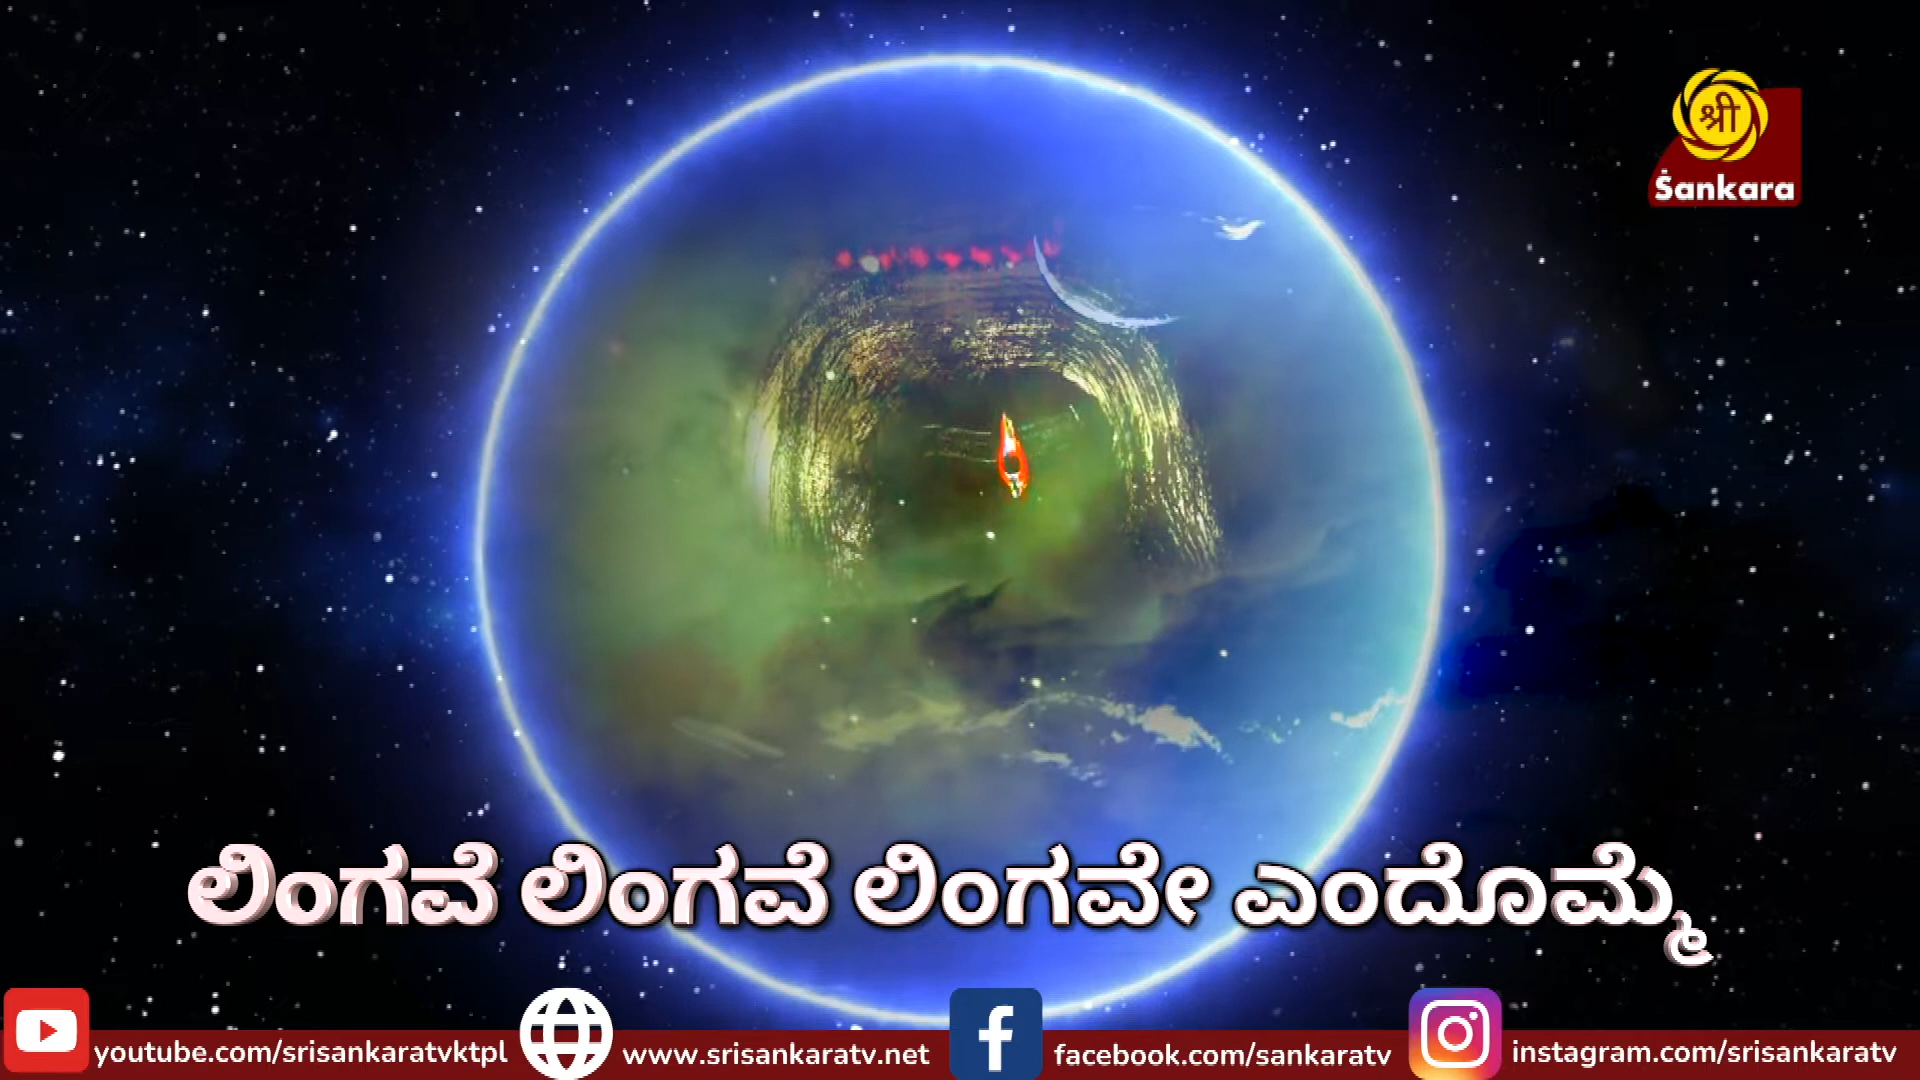 श्री
Śankara
ಲಿಂಗವೆ ಲಿಂಗವೆ ಲಿಂಗವೇ ಎಂದೊಮ್ಮೆ
youtube.com/srisankaratvktpl www.srisankaratv.net facebook.com/sankaratv instagram.com/srisankaratv